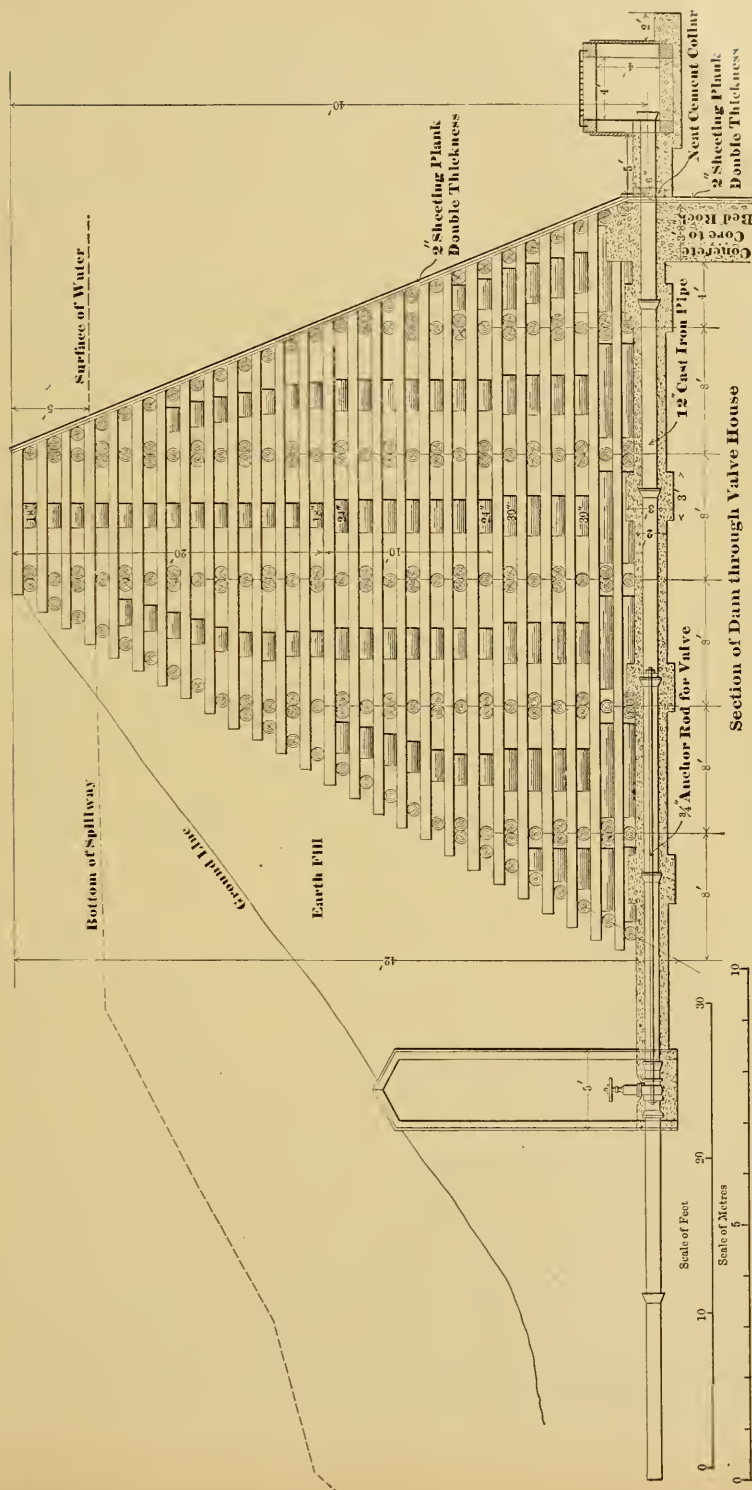 2'
40'
4'
4'
Neat Cement Collar
2" Sheeting Plank
Double Thickness
5'
6"
Surface of Water
5'
2" Sheeting Plank
Double Thickness
Concrete
Core to
Bed Rock
12" Cast Iron Pipe
4'
8'
8'
8'
8'
8'
3'
3'
2'
18"
18"
24"
24"
30"
30"
20'
10'
Bottom of Spillway
Ground Line
Earth Fill
42'
¾" Anchor Rod for Valve
Section of Dam through Valve House
5'
Scale of Feet
0 10 20 30
Scale of Metres
0 5 10